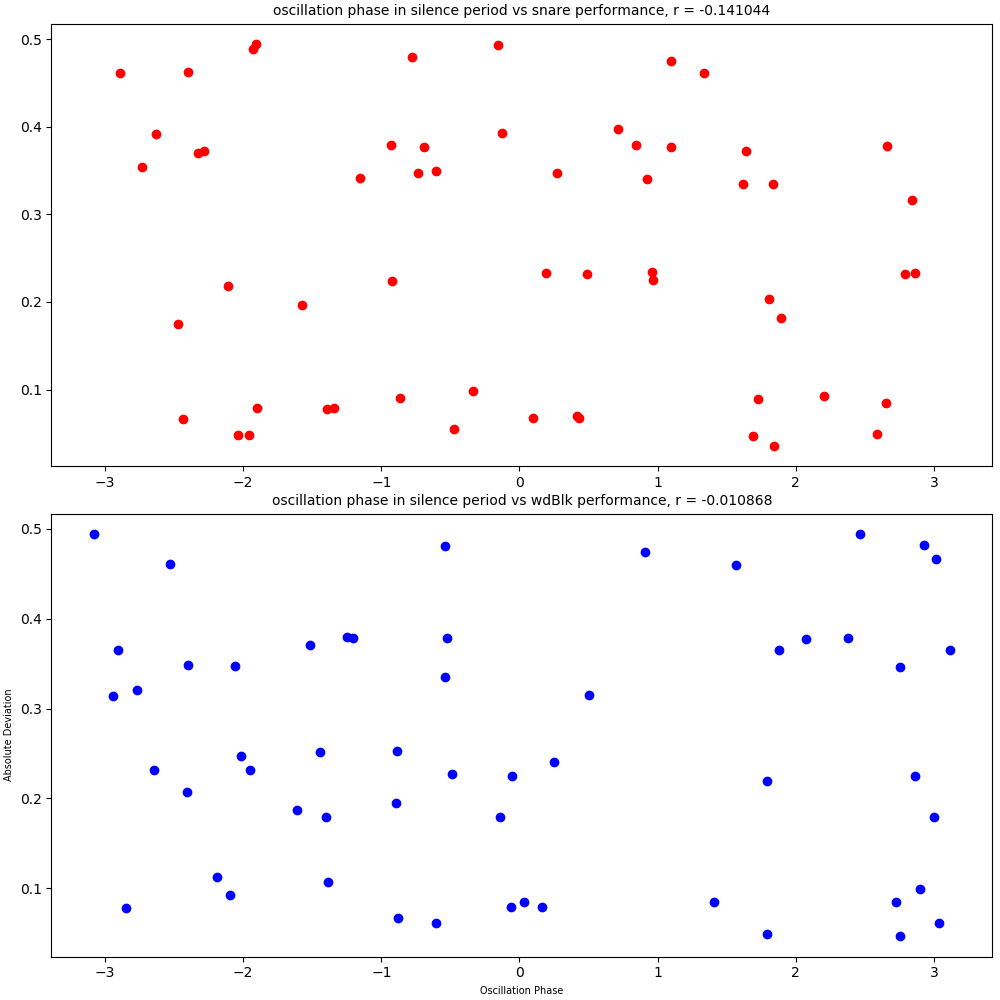 oscillation phase in silence period vs snare performance, r = -0.141044
0.5
0.4
0.3
0.2
0.1
−3 −2 −1 0 1 2 3
oscillation phase in silence period vs wdBlk performance, r = -0.010868
Absolute Deviation
0.5
0.4
0.3
0.2
0.1
−3 −2 −1 0 1 2 3
Oscillation Phase